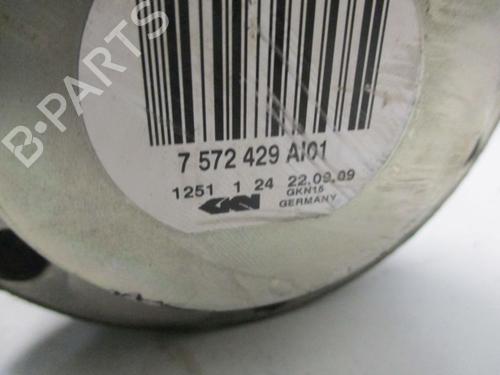 B-PARTS
7 572 429 AI01
1251 1 24 22.09.09
GKN15
GKN GERMANY